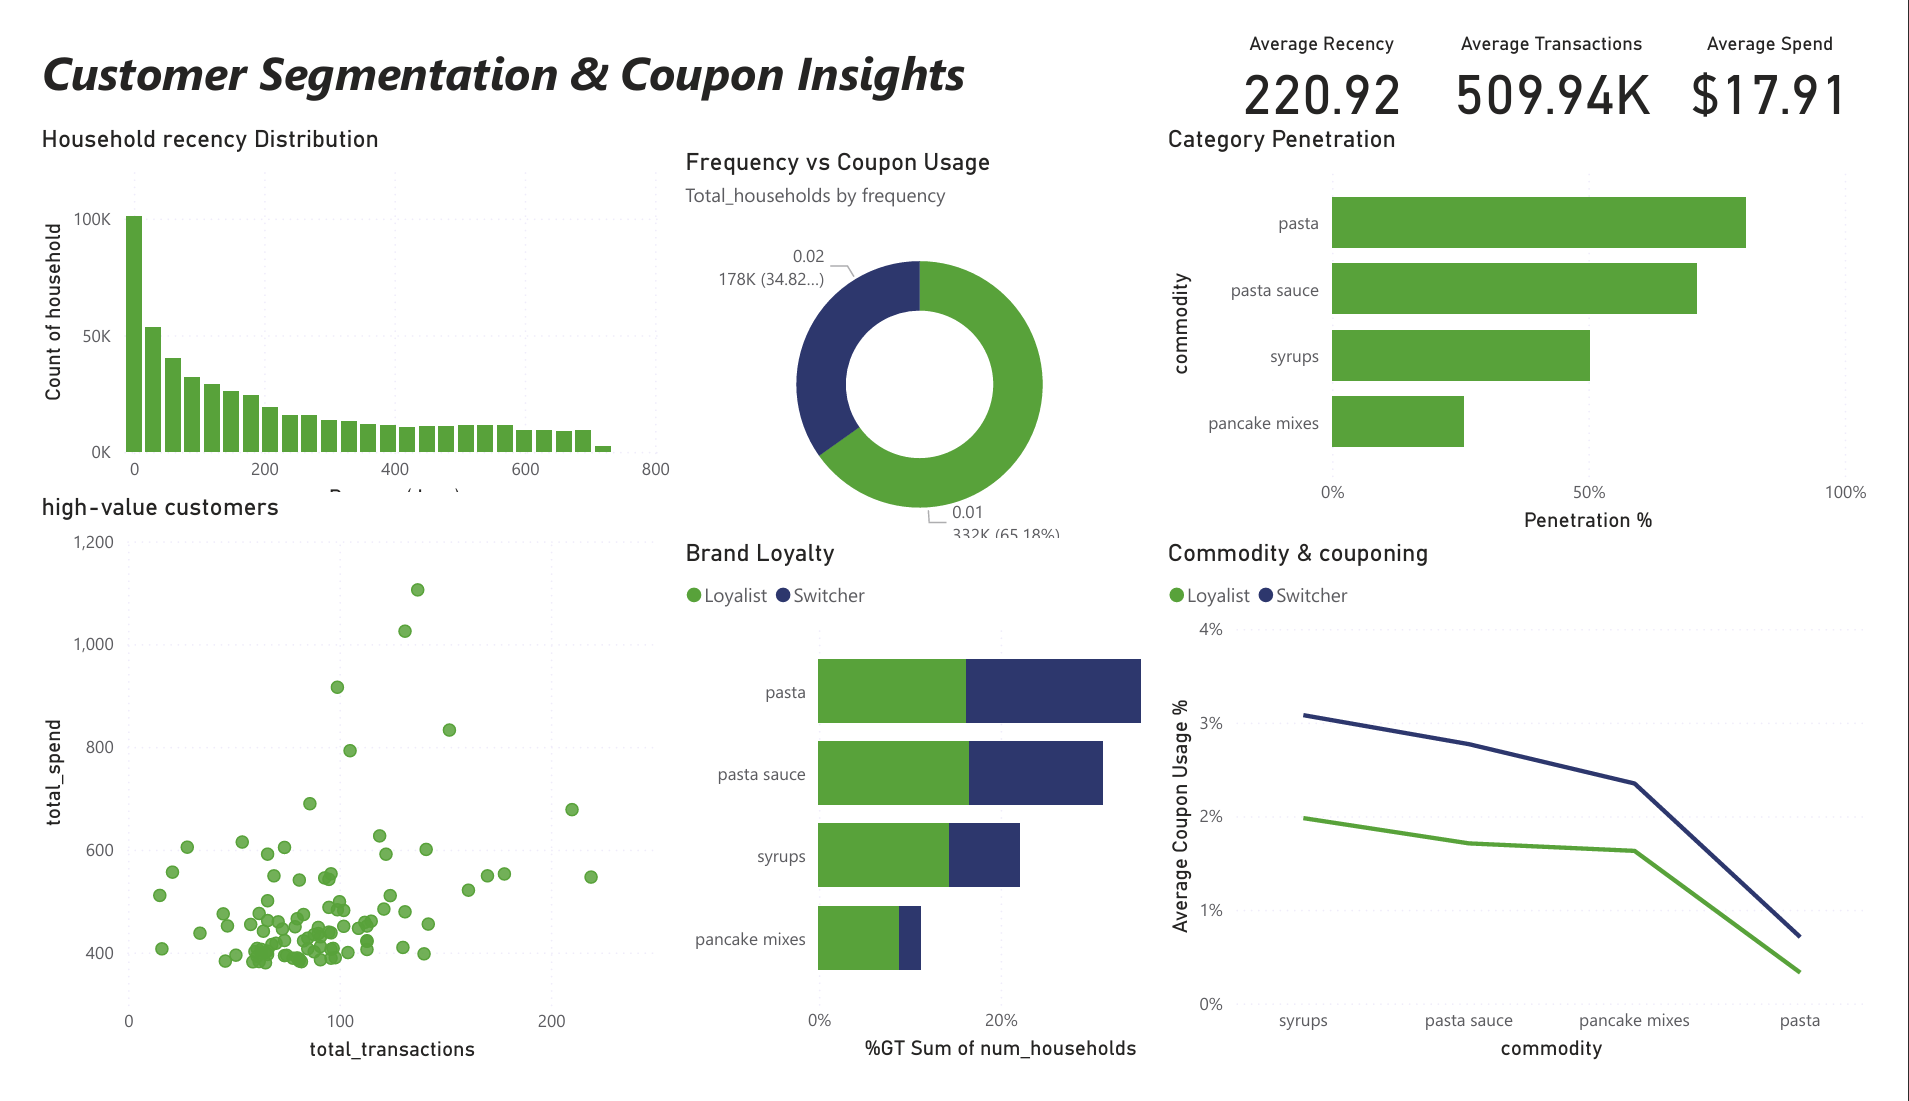 Customer Segmentation & Coupon Insights
Average Recency
220.92
Average Transactions
509.94K
Average Spend
$17.91
Household recency Distribution
Count of household
100K
50K
0K
0
200
400
600
800
Frequency vs Coupon Usage
Total_households by frequency
0.02
178K (34.82...)
0.01
332K (65.18%)
Category Penetration
commodity
pasta
pasta sauce
syrups
pancake mixes
0%
50%
100%
Penetration %
high-value customers
total_spend
1,200
1,000
800
600
400
0
100
200
total_transactions
Brand Loyalty
Loyalist
Switcher
pasta
pasta sauce
syrups
pancake mixes
0%
20%
%GT Sum of num_households
Commodity & couponing
Loyalist
Switcher
Average Coupon Usage %
4%
3%
2%
1%
0%
syrups
pasta sauce
pancake mixes
pasta
commodity